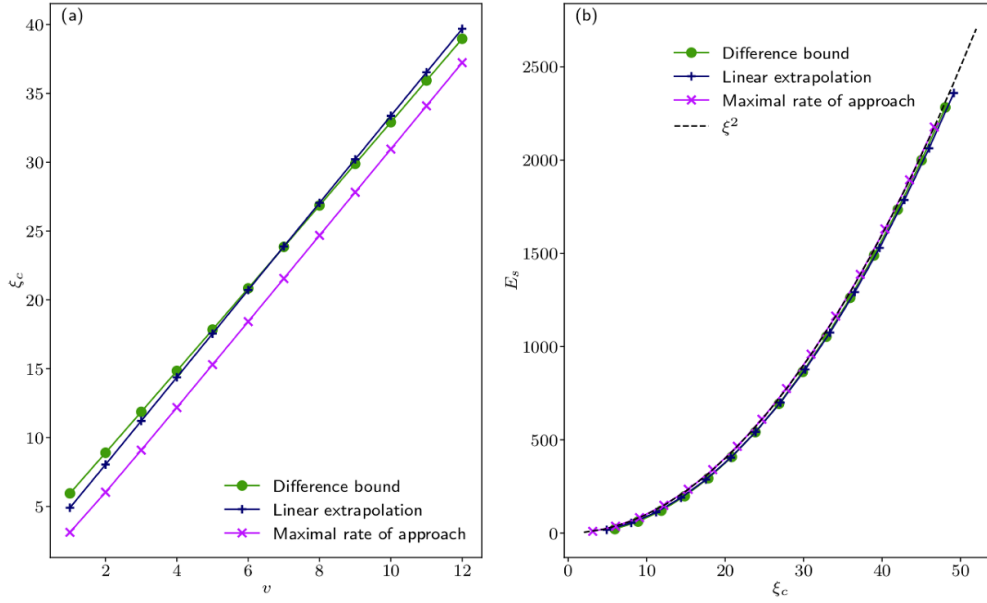 (a)
40
35
30
25
20
15
10
5
ξc
Difference bound
Linear extrapolation
Maximal rate of approach
2 4 6 8 10 12
v
(b)
2500
2000
1500
1000
500
0
Es
Difference bound
Linear extrapolation
Maximal rate of approach
ξ²
0 10 20 30 40 50
ξc